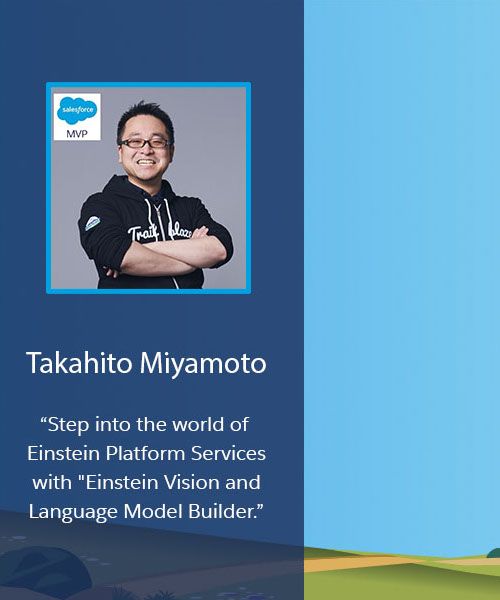 salesforce
MVP
Trailblazer
Takahito Miyamoto
“Step into the world of
Einstein Platform Services
with "Einstein Vision and
Language Model Builder.”